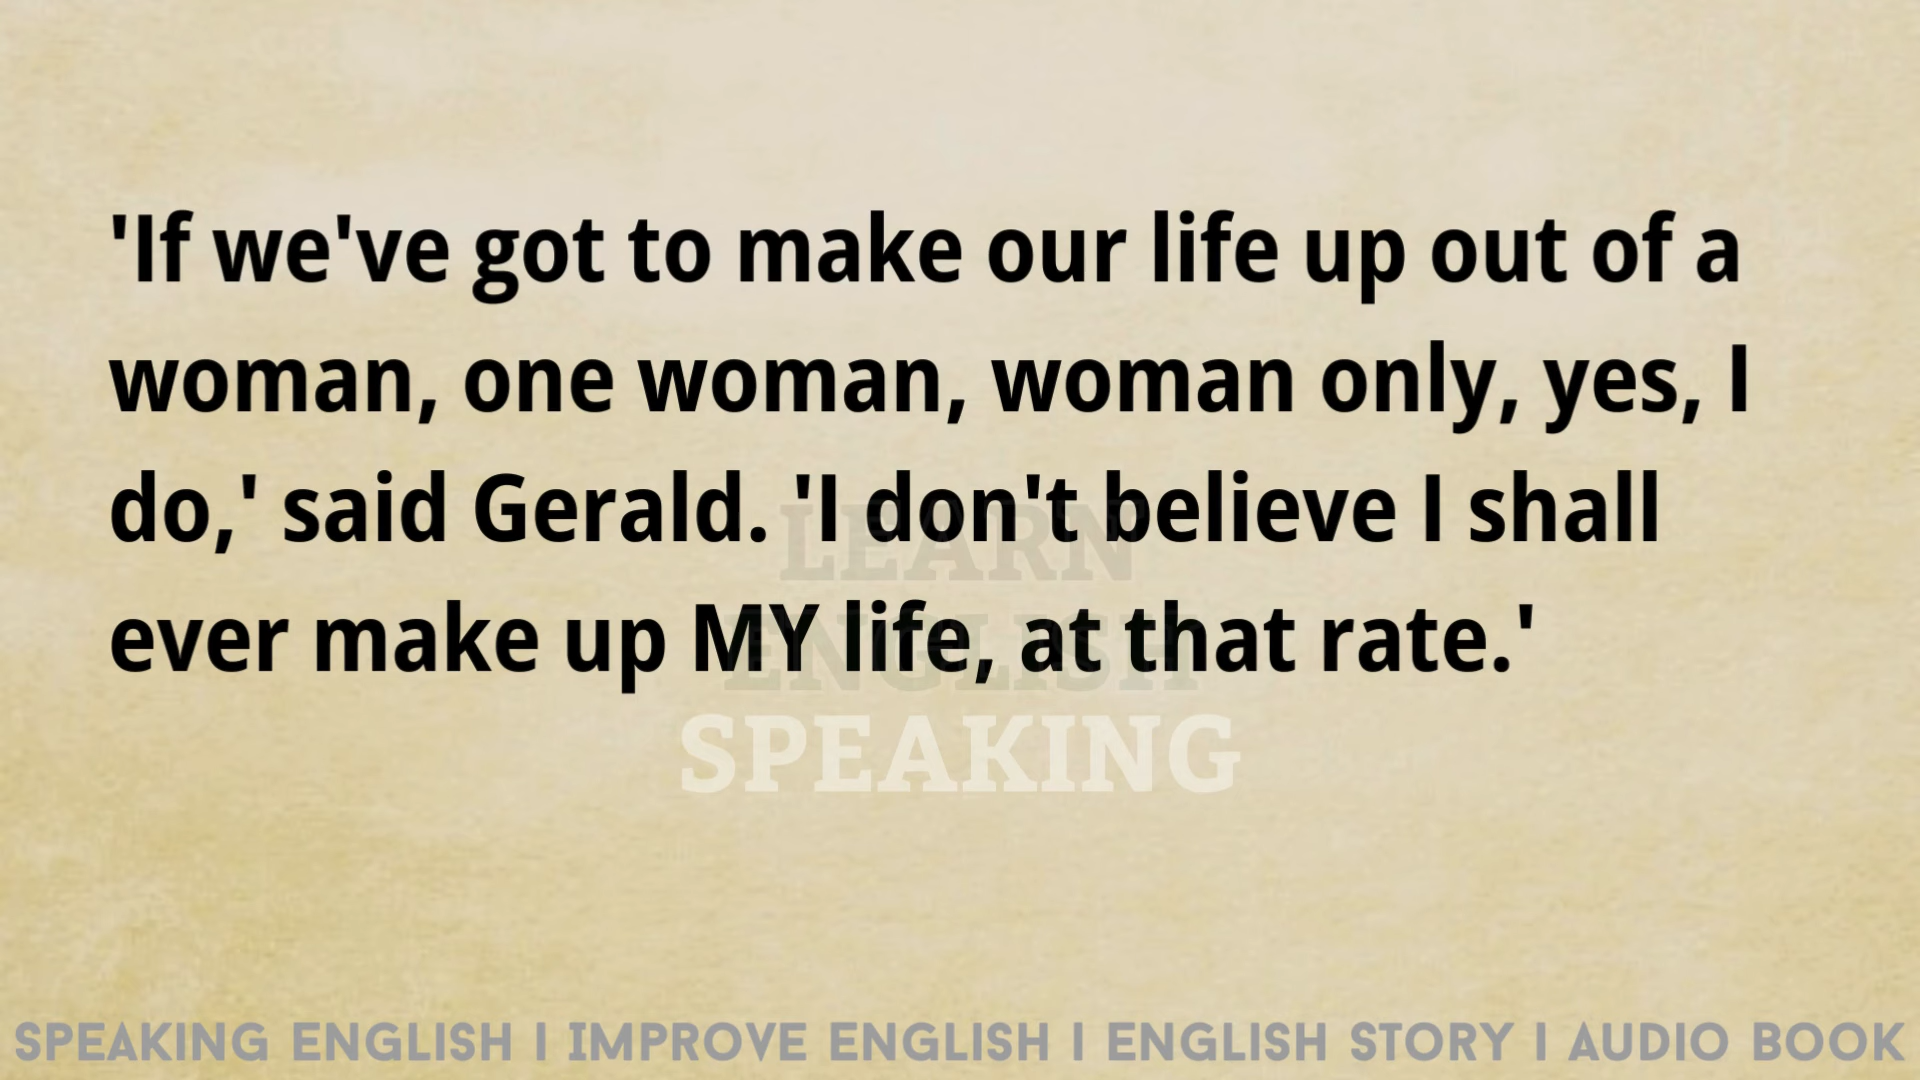 'If we've got to make our life up out of a
woman, one woman, woman only, yes, I
do,' said Gerald. 'I don't believe I shall
ever make up MY life, at that rate.'
LEARN
ENGLISH
SPEAKING
SPEAKING ENGLISH | IMPROVE ENGLISH | ENGLISH STORY | AUDIO BOOK